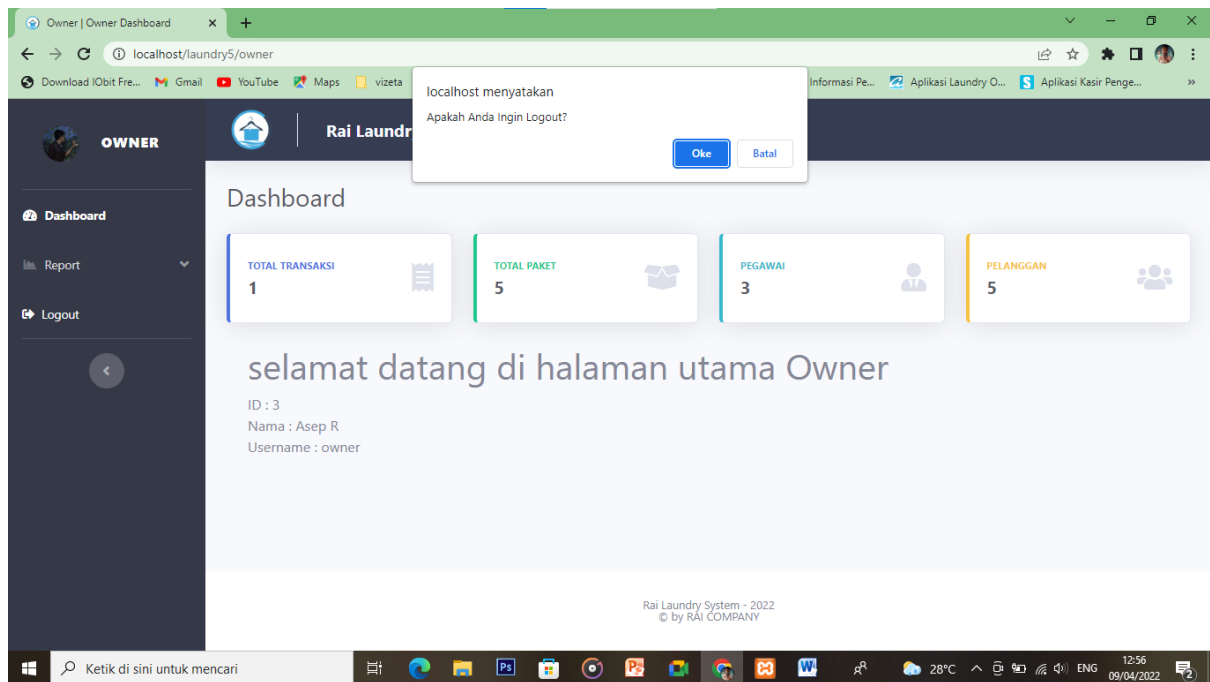 Owner | Owner Dashboard
localhost/laundry5/owner
Download IObit Fre... Gmail YouTube Maps vizeta Informasi Pe... Aplikasi Laundry O... Aplikasi Kasir Penge... »
localhost menyatakan
Apakah Anda Ingin Logout?
Oke Batal
OWNER
Rai Laundr
Dashboard
Report
Logout
Dashboard
TOTAL TRANSAKSI
1
TOTAL PAKET
5
PEGAWAI
3
PELANGGAN
5
selamat datang di halaman utama Owner
ID : 3
Nama : Asep R
Username : owner
Rai Laundry System - 2022
© by RAI COMPANY
Ketik di sini untuk mencari
28°C ENG
12:56
09/04/2022
2